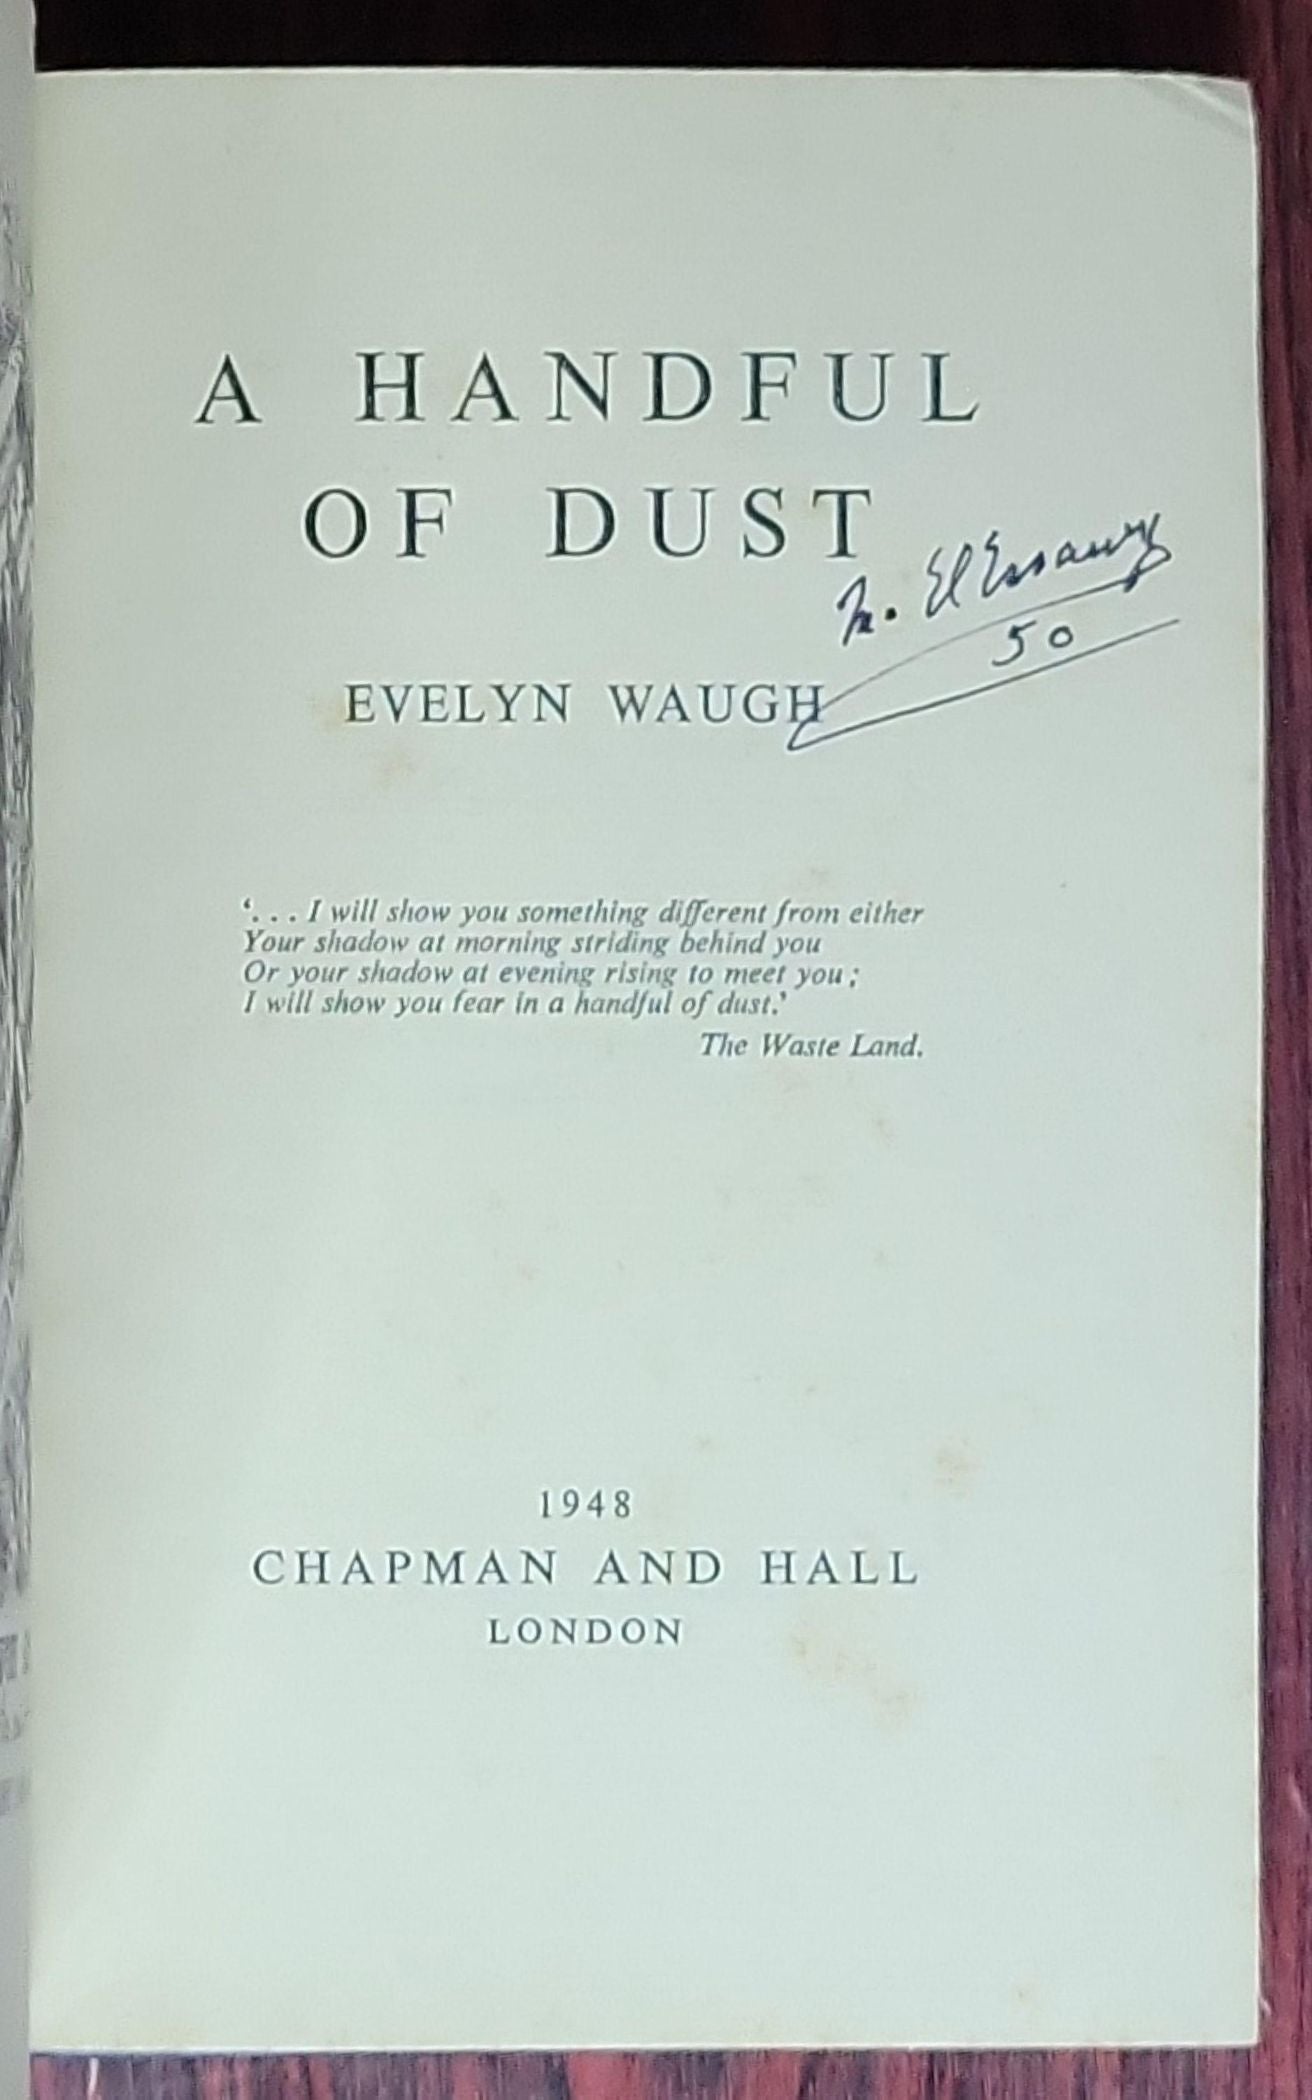 A HANDFUL
OF DUST
M. El Essawy
50
EVELYN WAUGH
‘. . . I will show you something different from either
Your shadow at morning striding behind you
Or your shadow at evening rising to meet you ;
I will show you fear in a handful of dust.’
The Waste Land.
1948
CHAPMAN AND HALL
LONDON